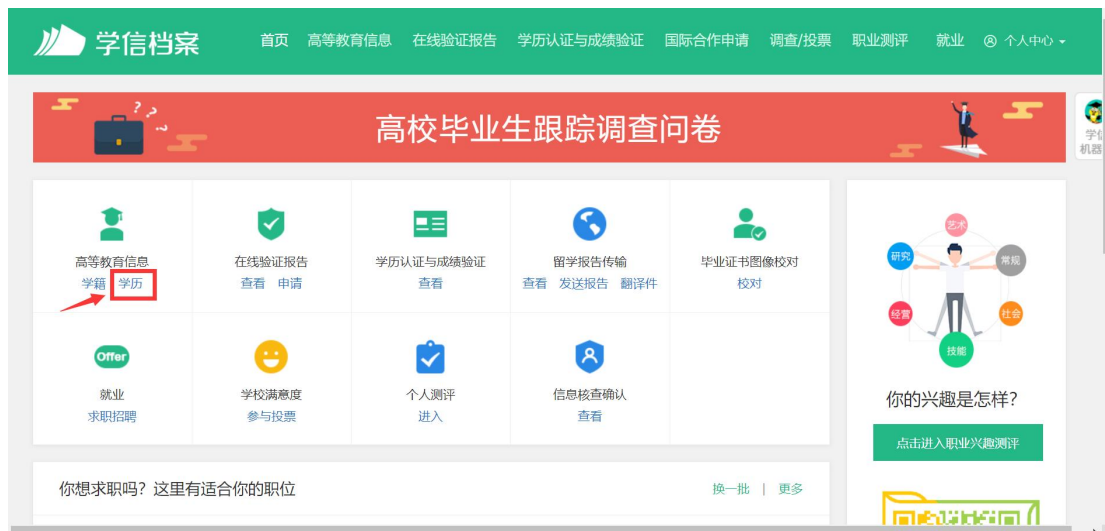 学信档案
首页 高等教育信息 在线验证报告 学历认证与成绩验证 国际合作申请 调查/投票 职业测评 就业 个人中心
? ? ?
高校毕业生跟踪调查问卷
机器
高等教育信息 在线验证报告 学历认证与成绩验证 留学报告传输 毕业证书图像校对
学籍 学历 查看 申请 查看 查看 发送报告 翻译件 校对
Offer
就业 学校满意度 个人测评 信息核查确认
求职招聘 参与投票 进入 查看
艺术
研究 常规
经营 社会
技能
你的兴趣是怎样?
点击进入职业兴趣测评
你想求职吗？这里有适合你的职位 换一批 | 更多